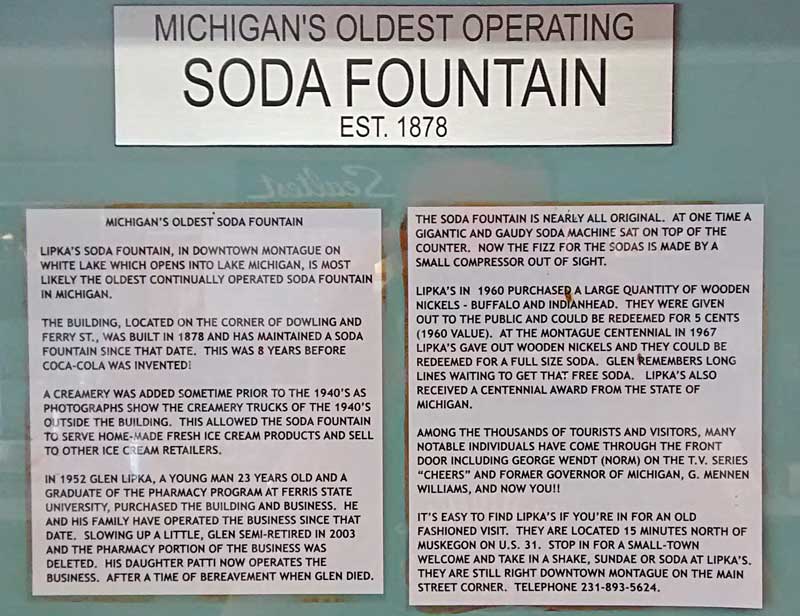 MICHIGAN'S OLDEST OPERATING
SODA FOUNTAIN
EST. 1878
Sealtest
MICHIGAN'S OLDEST SODA FOUNTAIN
LIPKA'S SODA FOUNTAIN, IN DOWNTOWN MONTAGUE ON
WHITE LAKE WHICH OPENS INTO LAKE MICHIGAN, IS MOST
LIKELY THE OLDEST CONTINUALLY OPERATED SODA FOUNTAIN
IN MICHIGAN.
THE BUILDING, LOCATED ON THE CORNER OF DOWLING AND
FERRY ST., WAS BUILT IN 1878 AND HAS MAINTAINED A SODA
FOUNTAIN SINCE THAT DATE. THIS WAS 8 YEARS BEFORE
COCA-COLA WAS INVENTED!
A CREAMERY WAS ADDED SOMETIME PRIOR TO THE 1940'S AS
PHOTOGRAPHS SHOW THE CREAMERY TRUCKS OF THE 1940'S
OUTSIDE THE BUILDING. THIS ALLOWED THE SODA FOUNTAIN
TO SERVE HOME-MADE FRESH ICE CREAM PRODUCTS AND SELL
TO OTHER ICE CREAM RETAILERS.
IN 1952 GLEN LIPKA, A YOUNG MAN 23 YEARS OLD AND A
GRADUATE OF THE PHARMACY PROGRAM AT FERRIS STATE
UNIVERSITY, PURCHASED THE BUILDING AND BUSINESS. HE
AND HIS FAMILY HAVE OPERATED THE BUSINESS SINCE THAT
DATE. SLOWING UP A LITTLE, GLEN SEMI-RETIRED IN 2003
AND THE PHARMACY PORTION OF THE BUSINESS WAS
DELETED. HIS DAUGHTER PATTI NOW OPERATES THE
BUSINESS. AFTER A TIME OF BEREAVEMENT WHEN GLEN DIED.
THE SODA FOUNTAIN IS NEARLY ALL ORIGINAL. AT ONE TIME A
GIGANTIC AND GAUDY SODA MACHINE SAT ON TOP OF THE
COUNTER. NOW THE FIZZ FOR THE SODAS IS MADE BY A
SMALL COMPRESSOR OUT OF SIGHT.
LIPKA'S IN 1960 PURCHASED A LARGE QUANTITY OF WOODEN
NICKELS - BUFFALO AND INDIANHEAD. THEY WERE GIVEN
OUT TO THE PUBLIC AND COULD BE REDEEMED FOR 5 CENTS
(1960 VALUE). AT THE MONTAGUE CENTENNIAL IN 1967
LIPKA'S GAVE OUT WOODEN NICKELS AND THEY COULD BE
REDEEMED FOR A FULL SIZE SODA. GLEN REMEMBERS LONG
LINES WAITING TO GET THAT FREE SODA. LIPKA'S ALSO
RECEIVED A CENTENNIAL AWARD FROM THE STATE OF
MICHIGAN.
AMONG THE THOUSANDS OF TOURISTS AND VISITORS, MANY
NOTABLE INDIVIDUALS HAVE COME THROUGH THE FRONT
DOOR INCLUDING GEORGE WENDT (NORM) ON THE T.V. SERIES
"CHEERS" AND FORMER GOVERNOR OF MICHIGAN, G. MENNEN
WILLIAMS, AND NOW YOU!!
IT'S EASY TO FIND LIPKA'S IF YOU'RE IN FOR AN OLD
FASHIONED VISIT. THEY ARE LOCATED 15 MINUTES NORTH OF
MUSKEGON ON U.S. 31. STOP IN FOR A SMALL-TOWN
WELCOME AND TAKE IN A SHAKE, SUNDAE OR SODA AT LIPKA'S.
THEY ARE STILL RIGHT DOWNTOWN MONTAGUE ON THE MAIN
STREET CORNER. TELEPHONE 231-893-5624.